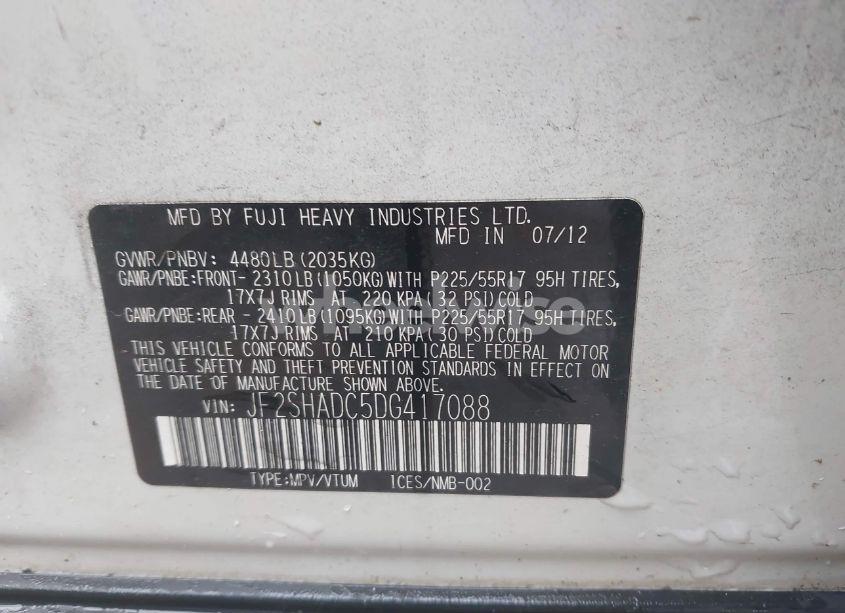 MFD BY FUJI HEAVY INDUSTRIES LTD.
MFD IN 07/12
GVWR/PNBV: 4480LB(2035KG)
GAWR/PNBE:FRONT- 2310LB(1050KG)WITH P225/55R17 95H TIRES,
17X7J RIMS AT 220 KPA(32 PSI)COLD
GAWR/PNBE:REAR - 2410LB(1095KG)WITH P225/55R17 95H TIRES,
17X7J RIMS AT 210 KPA(30 PSI)COLD
THIS VEHICLE CONFORMS TO ALL APPLICABLE FEDERAL MOTOR
VEHICLE SAFETY AND THEFT PREVENTION STANDARDS IN EFFECT ON
THE DATE OF MANUFACTURE SHOWN ABOVE.
VIN: JF2SHADC5DG417088
TYPE:MPV/VTUM ICES/NMB-002